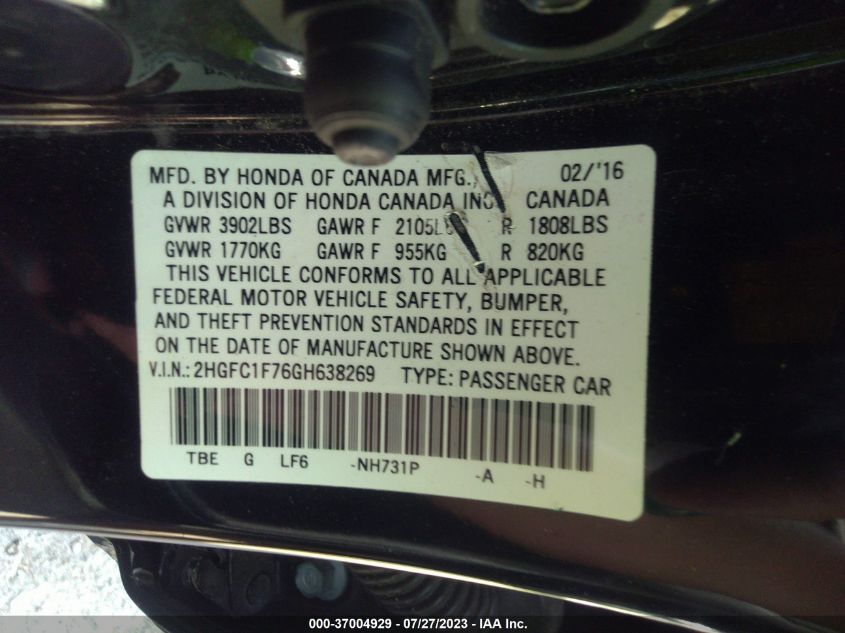 MFD. BY HONDA OF CANADA MFG., 02/'16
A DIVISION OF HONDA CANADA INC. CANADA
GVWR 3902LBS GAWR F 2105LBS R 1808LBS
GVWR 1770KG GAWR F 955KG R 820KG
THIS VEHICLE CONFORMS TO ALL APPLICABLE
FEDERAL MOTOR VEHICLE SAFETY, BUMPER,
AND THEFT PREVENTION STANDARDS IN EFFECT
ON THE DATE OF MANUFACTURE SHOWN ABOVE.
V.I.N.: 2HGFC1F76GH638269 TYPE: PASSENGER CAR
TBE G LF6 -NH731P -A -H
000-37004929 - 07/27/2023 - IAA Inc.